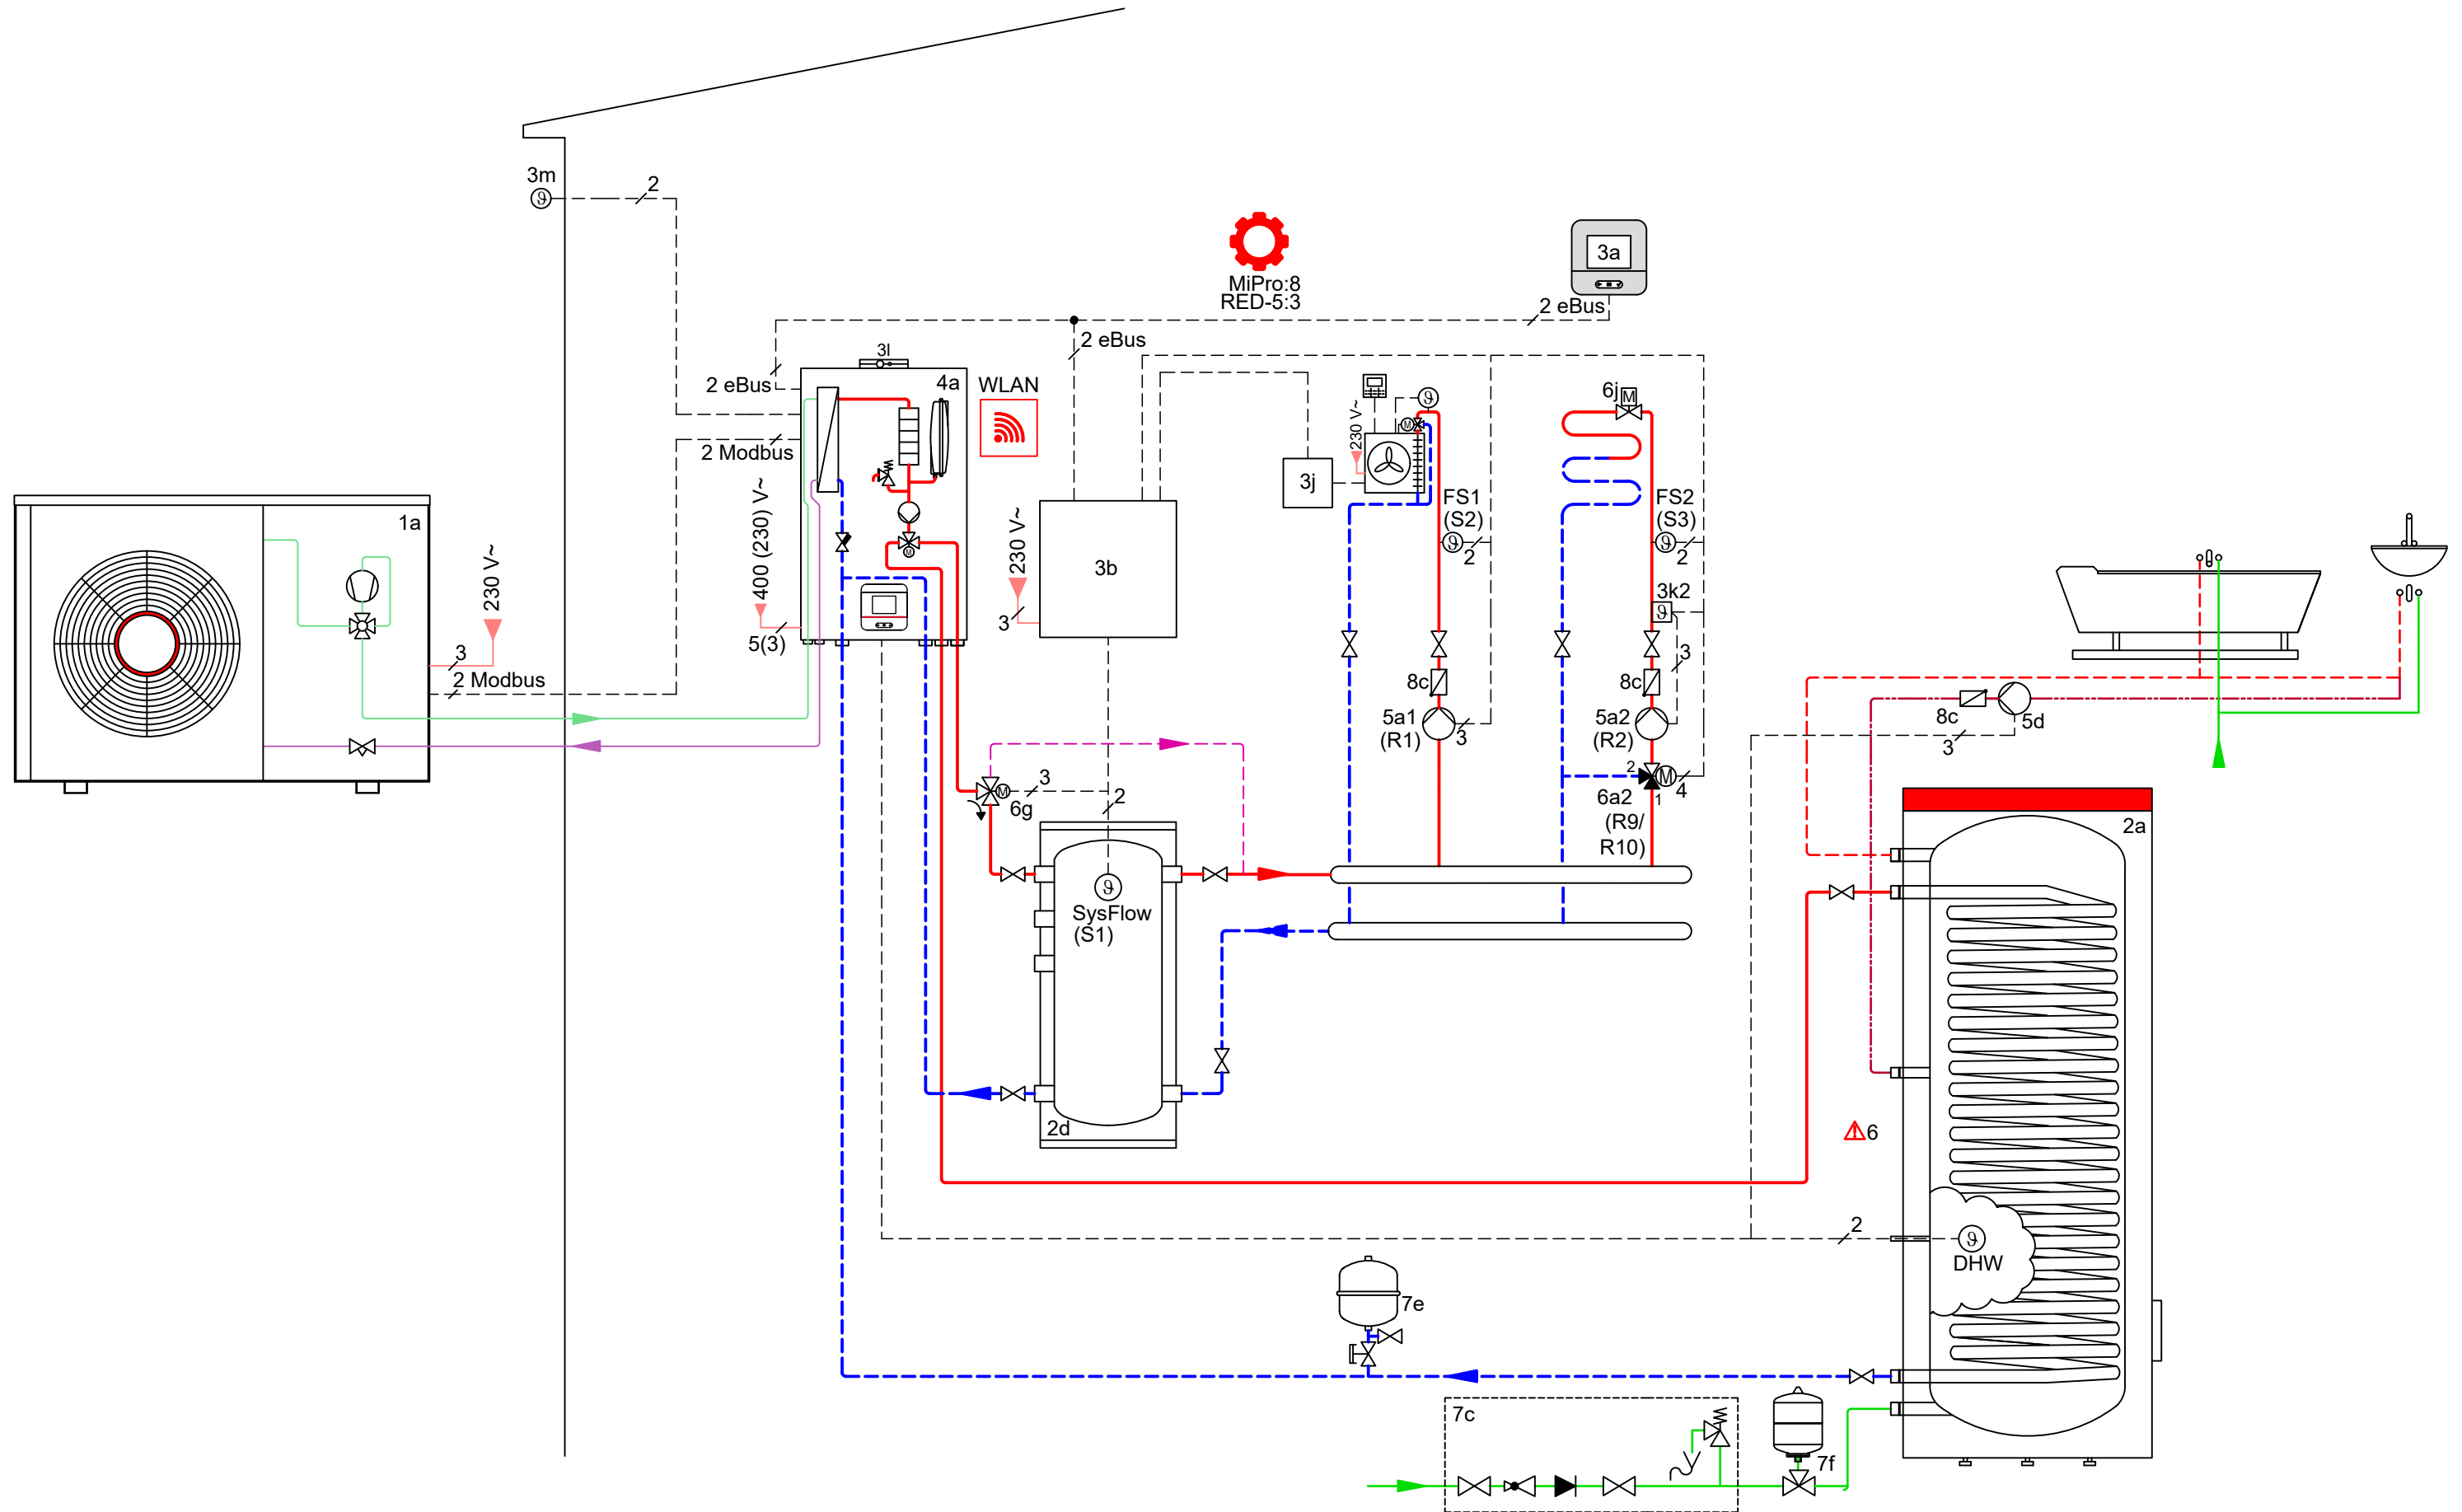 3m
2
MiPro:8
RED-5:3
3a
2 eBus
2 eBus
2 eBus
3l
4a
WLAN
2 Modbus
400 (230) V~
5(3)
1a
230 V~
3
2 Modbus
230 V~
3
3b
3j
230 V~
M
ϑ
6j
M
FS1
(S2)
ϑ
2
FS2
(S3)
ϑ
2
3k2
ϑ
3
8c
8c
5a1
(R1)
3
5a2
(R2)
2
M
4
1
6a2
(R9/
R10)
M
3
6g
2
M
ϑ
SysFlow
(S1)
2d
8c
5d
3
2a
6
2
ϑ
DHW
7e
7c
7f